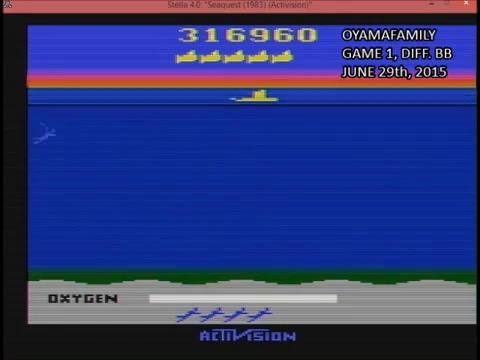 Stella 4.0: "Seaquest (1983) (Activision)"
316960
OYAMAFAMILY
GAME 1, DIFF. BB
JUNE 29th, 2015
OXYGEN
ACTIVISION